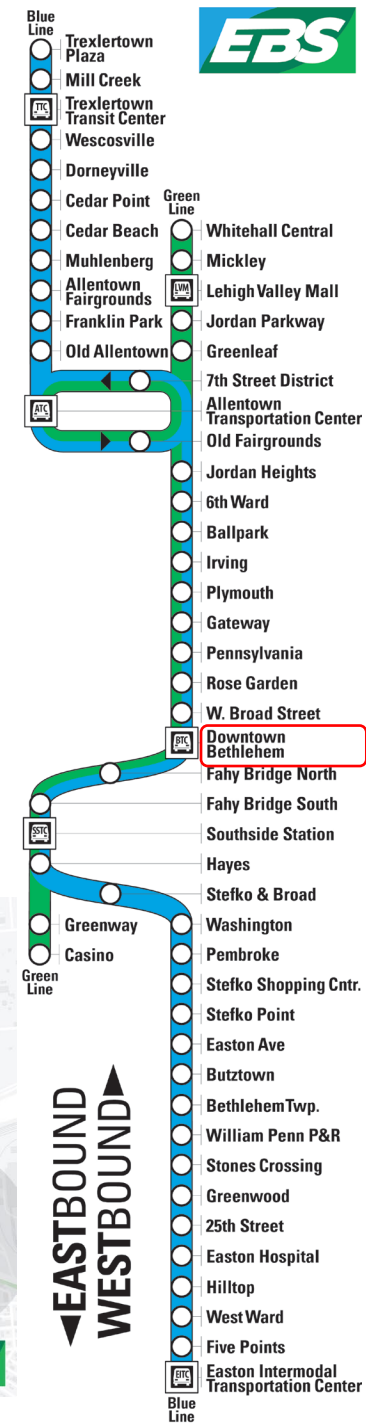 Blue
Line
EBS
Trexlertown
Plaza
Mill Creek
TTC
Trexlertown
Transit Center
Wescosville
Dorneyville
Cedar Point
Green
Line
Cedar Beach
Whitehall Central
Muhlenberg
Mickley
Allentown
Fairgrounds
LVM
Lehigh Valley Mall
Franklin Park
Jordan Parkway
Old Allentown
Greenleaf
7th Street District
ATC
Allentown
Transportation Center
Old Fairgrounds
Jordan Heights
6th Ward
Ballpark
Irving
Plymouth
Gateway
Pennsylvania
Rose Garden
W. Broad Street
BTC
Downtown
Bethlehem
Fahy Bridge North
Fahy Bridge South
SSTC
Southside Station
Hayes
Stefko & Broad
Greenway
Washington
Casino
Pembroke
Green
Line
Stefko Shopping Cntr.
Stefko Point
Easton Ave
Butztown
Bethlehem Twp.
William Penn P&R
Stones Crossing
Greenwood
25th Street
Easton Hospital
Hilltop
West Ward
Five Points
EITC
Easton Intermodal
Transportation Center
Blue
Line
EASTBOUND
WESTBOUND